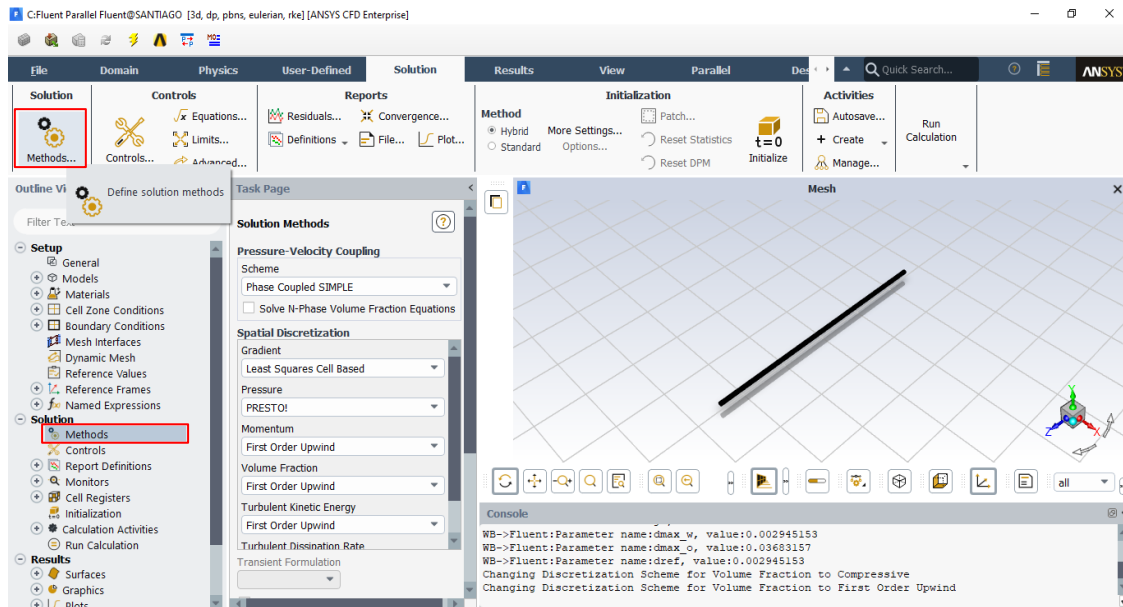 C:Fluent Parallel Fluent@SANTIAGO [3d, dp, pbns, eulerian, rke] [ANSYS CFD Enterprise]
File Domain Physics User-Defined Solution Results View Parallel Quick Search... ANSYS
Solution Controls Reports Initialization Activities
Methods...
Controls...
Equations...
Limits...
Advanced...
Residuals... Convergence...
Definitions File... Plot...
Method
Hybrid More Settings...
Standard Options...
Patch...
Reset Statistics
Reset DPM
t=0
Initialize
Autosave...
Create
Manage...
Run
Calculation
Define solution methods
Outline Vi
Filter Te
Setup
General
Models
Materials
Cell Zone Conditions
Boundary Conditions
Mesh Interfaces
Dynamic Mesh
Reference Values
Reference Frames
Named Expressions
Solution
Methods
Controls
Report Definitions
Monitors
Cell Registers
Initialization
Calculation Activities
Run Calculation
Results
Surfaces
Graphics
Plots
Task Page
Solution Methods
Pressure-Velocity Coupling
Scheme
Phase Coupled SIMPLE
Solve N-Phase Volume Fraction Equations
Spatial Discretization
Gradient
Least Squares Cell Based
Pressure
PRESTO!
Momentum
First Order Upwind
Volume Fraction
First Order Upwind
Turbulent Kinetic Energy
First Order Upwind
Turbulent Dissipation Rate
Transient Formulation
Mesh
Y
Z
X
all
Console
WB->Fluent:Parameter name:dmax_w, value:0.002945153
WB->Fluent:Parameter name:dmax_o, value:0.03683157
WB->Fluent:Parameter name:dref, value:0.002945153
Changing Discretization Scheme for Volume Fraction to Compressive
Changing Discretization Scheme for Volume Fraction to First Order Upwind